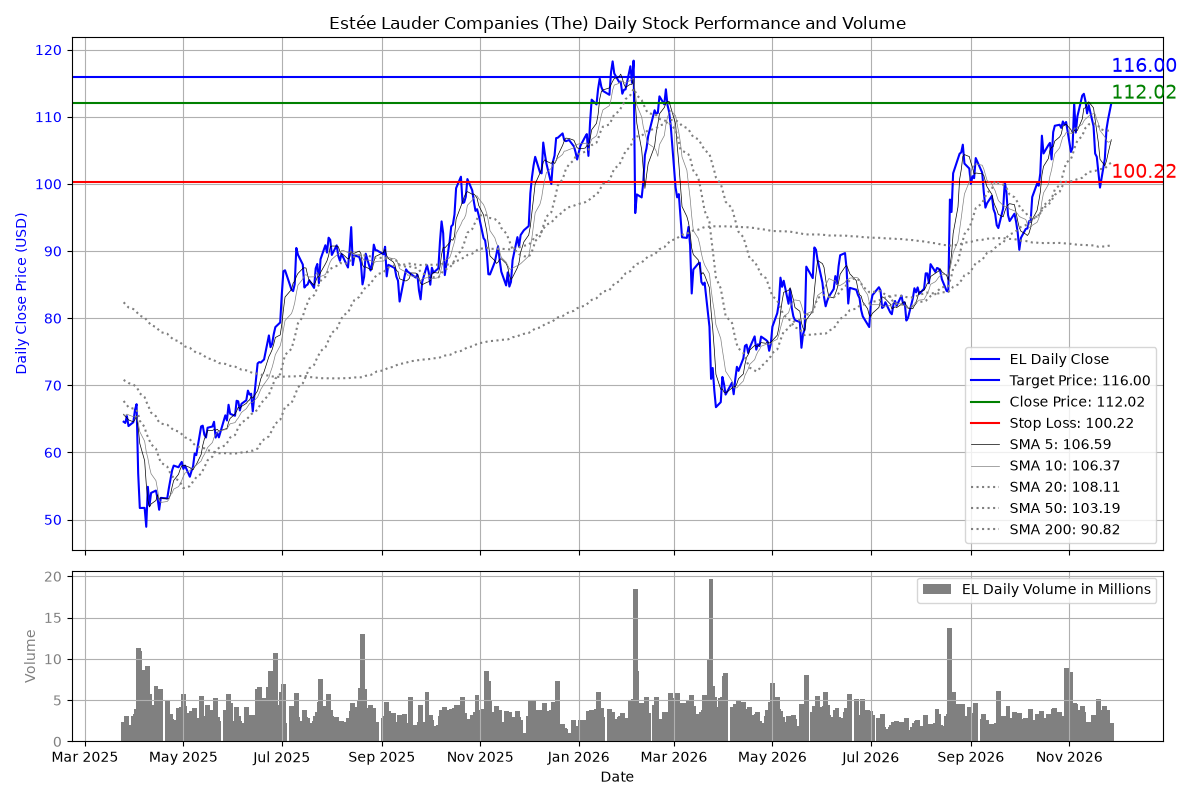 Estée Lauder Companies (The) Daily Stock Performance and Volume
120
110
100
90
80
70
60
50
Daily Close Price (USD)
116.00
112.02
100.22
EL Daily Close
Target Price: 116.00
Close Price: 112.02
Stop Loss: 100.22
SMA 5: 106.59
SMA 10: 106.37
SMA 20: 108.11
SMA 50: 103.19
SMA 200: 90.82
20
15
10
5
0
Volume
EL Daily Volume in Millions
Mar 2025 May 2025 Jul 2025 Sep 2025 Nov 2025 Jan 2026 Mar 2026 May 2026 Jul 2026 Sep 2026 Nov 2026
Date